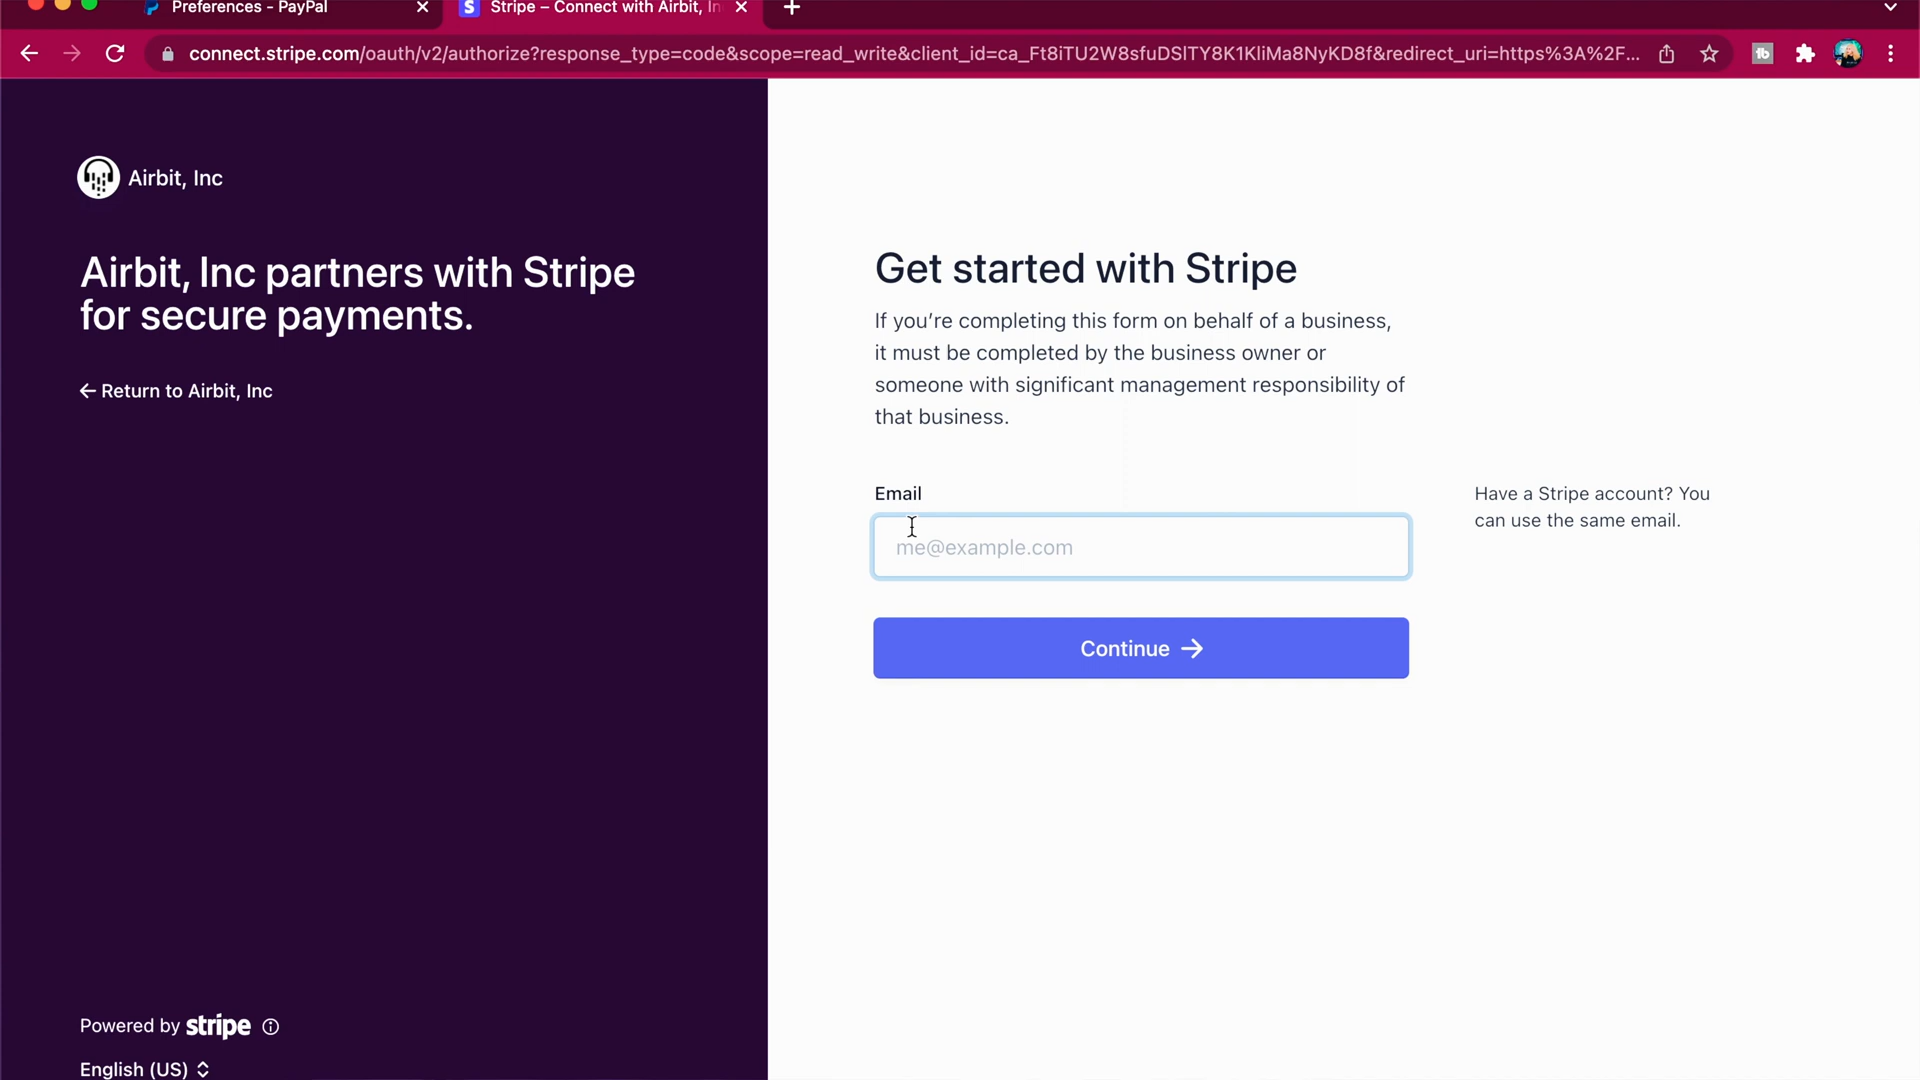 Preferences - PayPal
Stripe – Connect with Airbit, In
connect.stripe.com/oauth/v2/authorize?response_type=code&scope=read_write&client_id=ca_Ft8iTU2W8sfuDSlTY8K1KliMa8NyKD8f&redirect_uri=https%3A%2F...
Airbit, Inc
Airbit, Inc partners with Stripe
for secure payments.
← Return to Airbit, Inc
Powered by stripe
English (US)
Get started with Stripe
If you’re completing this form on behalf of a business,
it must be completed by the business owner or
someone with significant management responsibility of
that business.
Email
me@example.com
Have a Stripe account? You
can use the same email.
Continue →